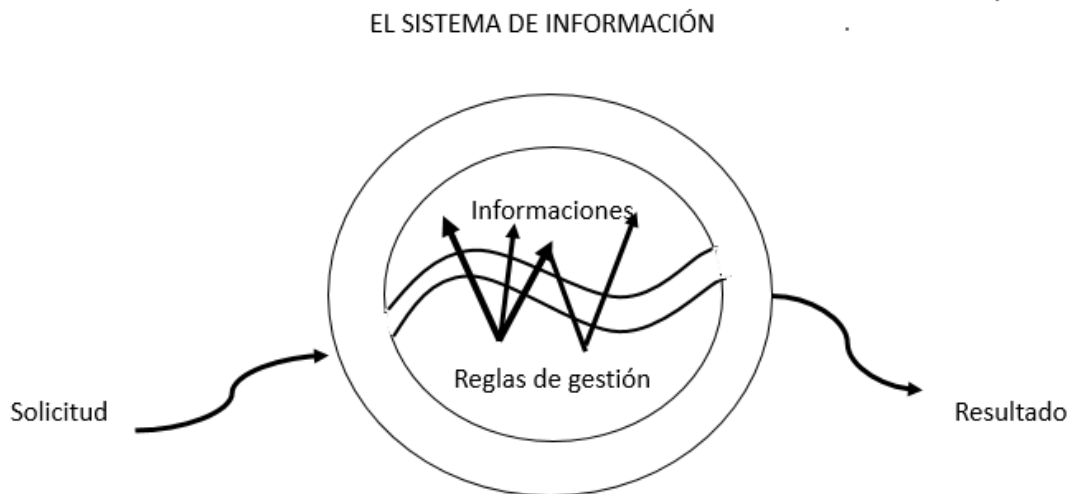 EL SISTEMA DE INFORMACIÓN
Informaciones
Reglas de gestión
Solicitud
Resultado